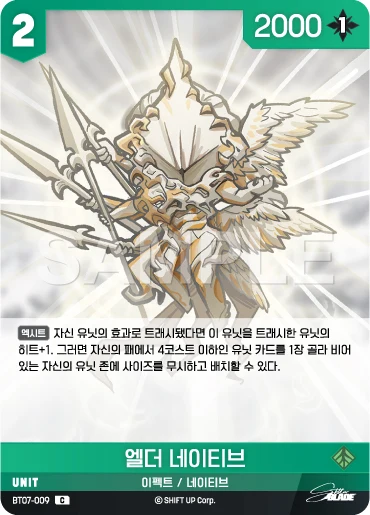 2
2000 1
SAMPLE
엑시트 자신 유닛의 효과로 트래시됐다면 이 유닛을 트래시한 유닛의
히트+1. 그러면 자신의 패에서 4코스트 이하인 유닛 카드를 1장 골라 비어
있는 자신의 유닛 존에 사이즈를 무시하고 배치할 수 있다.
엘더 네이티브
UNIT
이펙트 / 네이티브
BT07-009 C
© SHIFT UP Corp.
Stellar BLADE